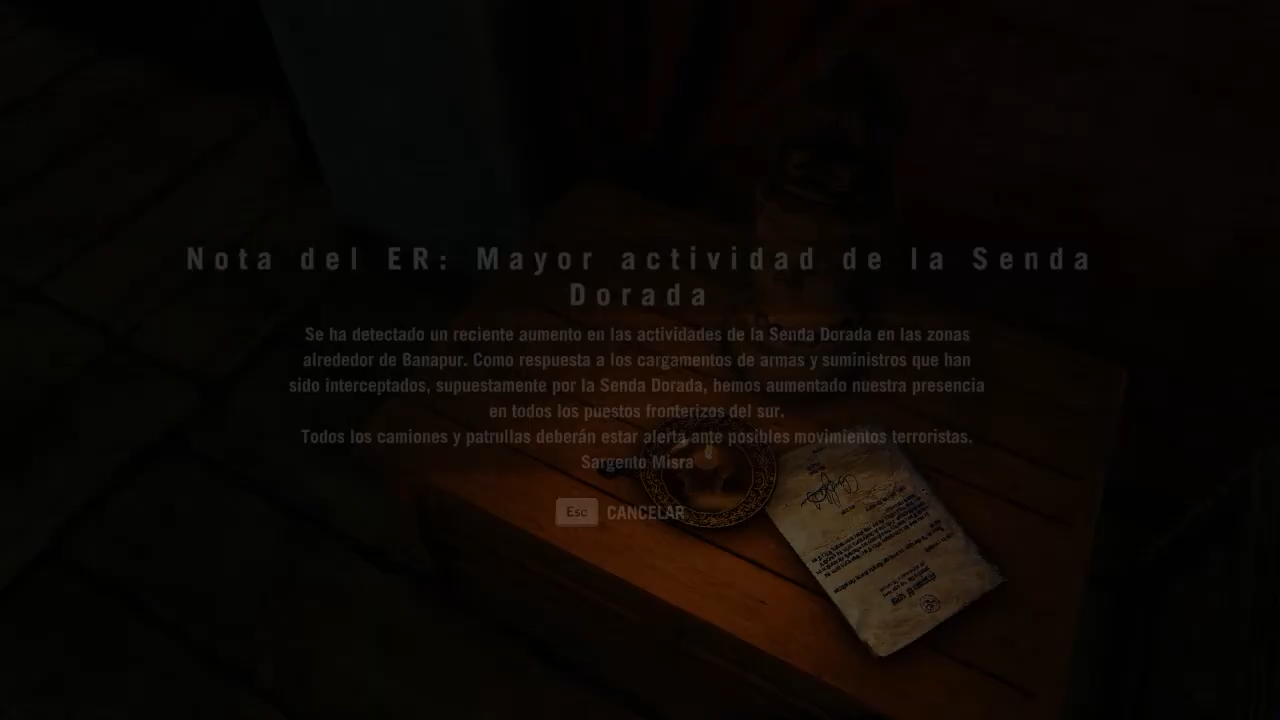 Nota del ER: Mayor actividad de la Senda
Dorada
Se ha detectado un reciente aumento en las actividades de la Senda Dorada en las zonas
alrededor de Banapur. Como respuesta a los cargamentos de armas y suministros que han
sido interceptados, supuestamente por la Senda Dorada, hemos aumentado nuestra presencia
en todos los puestos fronterizos del sur.
Todos los camiones y patrullas deberán estar alerta ante posibles movimientos terroristas.
Sargento Misra
Esc CANCELAR